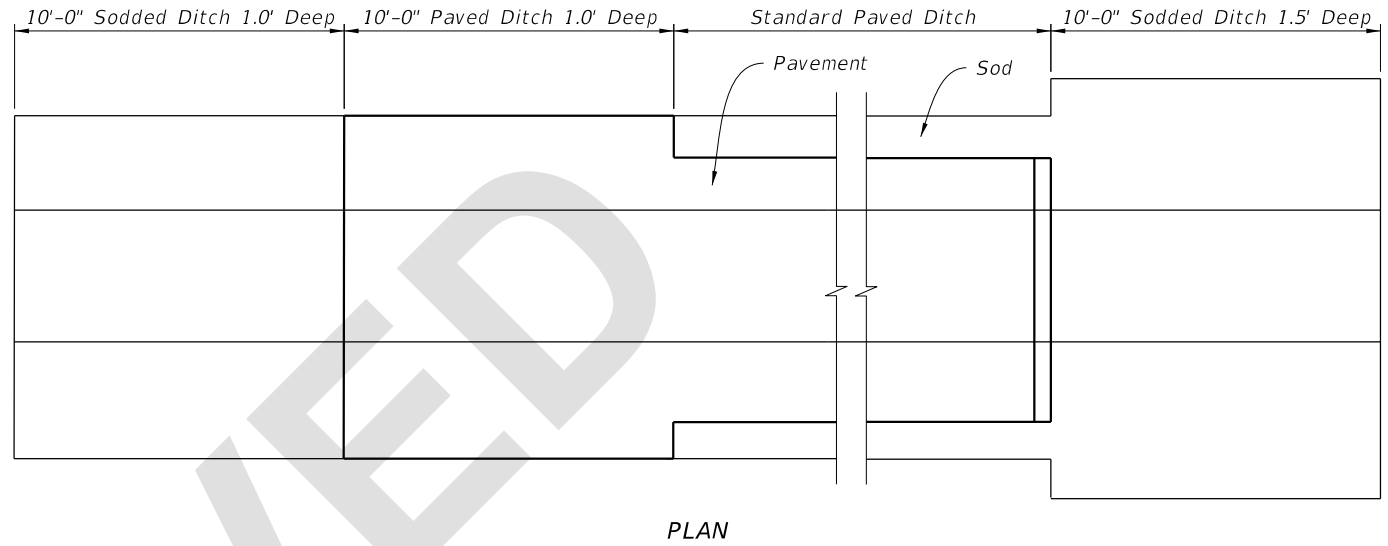 10'-0" Sodded Ditch 1.0' Deep
10'-0" Paved Ditch 1.0' Deep
Standard Paved Ditch
10'-0" Sodded Ditch 1.5' Deep
Pavement
Sod
VED
PLAN